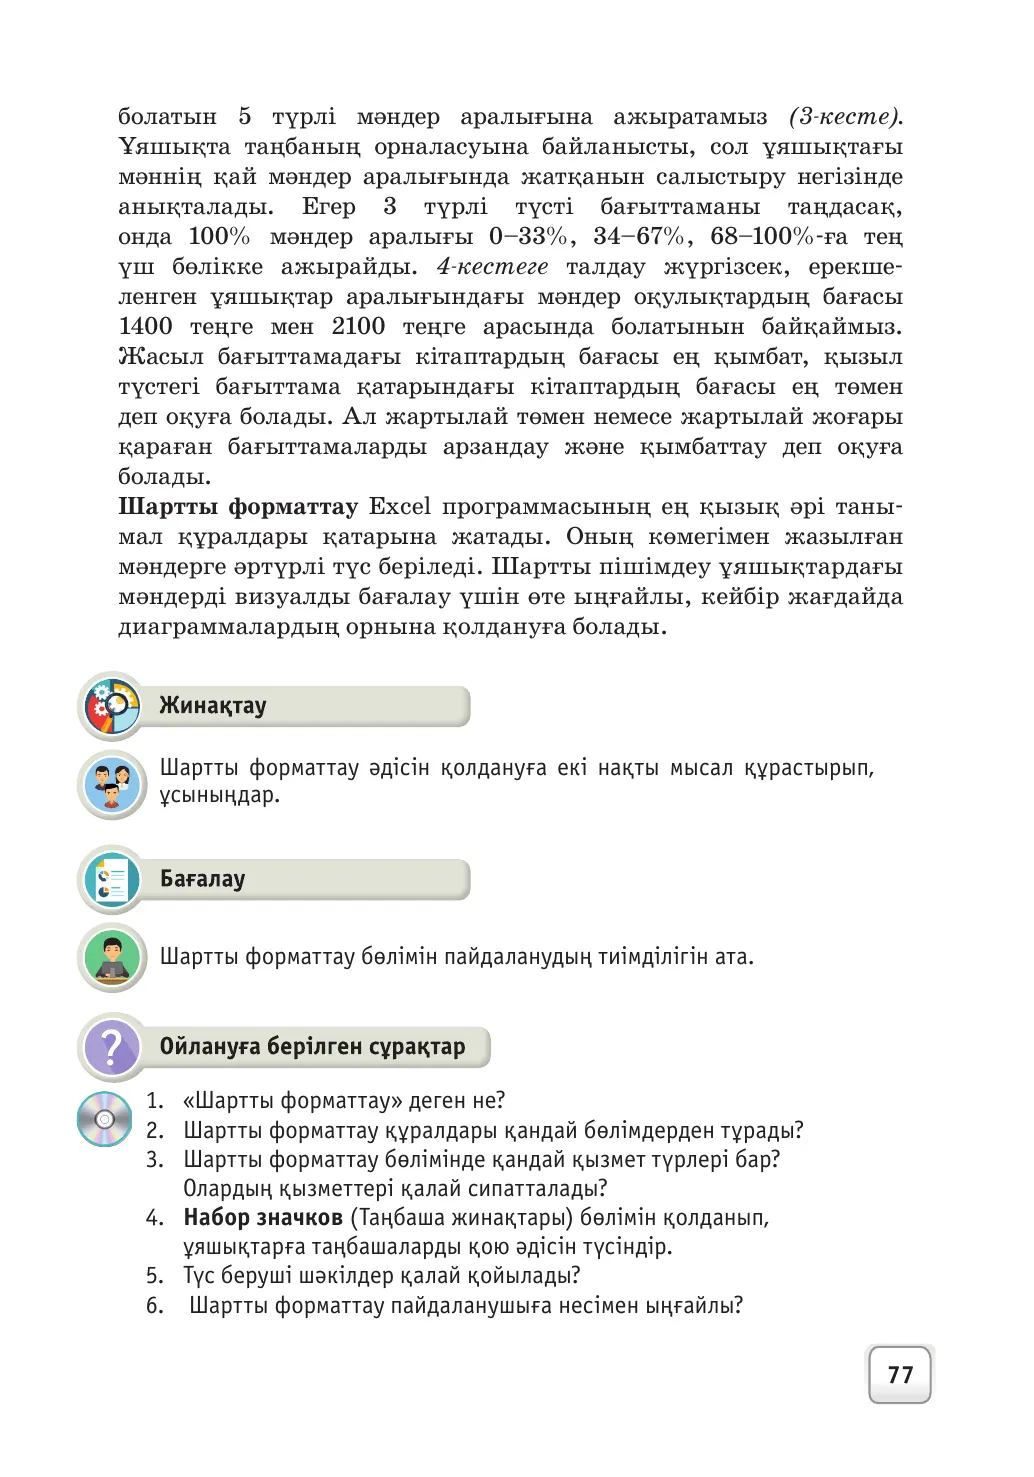 болатын 5 түрлі мәндер аралығына ажыратамыз (3-кесте).
Ұяшықта таңбаның орналасуына байланысты, сол ұяшықтағы
мәннің қай мәндер аралығында жатқанын салыстыру негізінде
анықталады. Егер 3 түрлі түсті бағыттаманы таңдасақ,
онда 100% мәндер аралығы 0–33%, 34–67%, 68–100%-ға тең
үш бөлікке ажырайды. 4-кестеге талдау жүргізсек, ерекше-
ленген ұяшықтар аралығындағы мәндер оқулықтардың бағасы
1400 теңге мен 2100 теңге арасында болатынын байқаймыз.
Жасыл бағыттамадағы кітаптардың бағасы ең қымбат, қызыл
түстегі бағыттама қатарындағы кітаптардың бағасы ең төмен
деп оқуға болады. Ал жартылай төмен немесе жартылай жоғары
қараған бағыттамаларды арзандау және қымбаттау деп оқуға
болады.
Шартты форматтау Excel программасының ең қызық әрі таны-
мал құралдары қатарына жатады. Оның көмегімен жазылған
мәндерге әртүрлі түс беріледі. Шартты пішімдеу ұяшықтардағы
мәндерді визуалды бағалау үшін өте ыңғайлы, кейбір жағдайда
диаграммалардың орнына қолдануға болады.
Жинақтау
Шартты форматтау әдісін қолдануға екі нақты мысал құрастырып,
ұсыныңдар.
Бағалау
Шартты форматтау бөлімін пайдаланудың тиімділігін ата.
Ойлануға берілген сұрақтар
1. «Шартты форматтау» деген не?
2. Шартты форматтау құралдары қандай бөлімдерден тұрады?
3. Шартты форматтау бөлімінде қандай қызмет түрлері бар?
Олардың қызметтері қалай сипатталады?
4. Набор значков (Таңбаша жинақтары) бөлімін қолданып,
ұяшықтарға таңбашаларды қою әдісін түсіндір.
5. Түс беруші шәкілдер қалай қойылады?
6. Шартты форматтау пайдаланушыға несімен ыңғайлы?
77